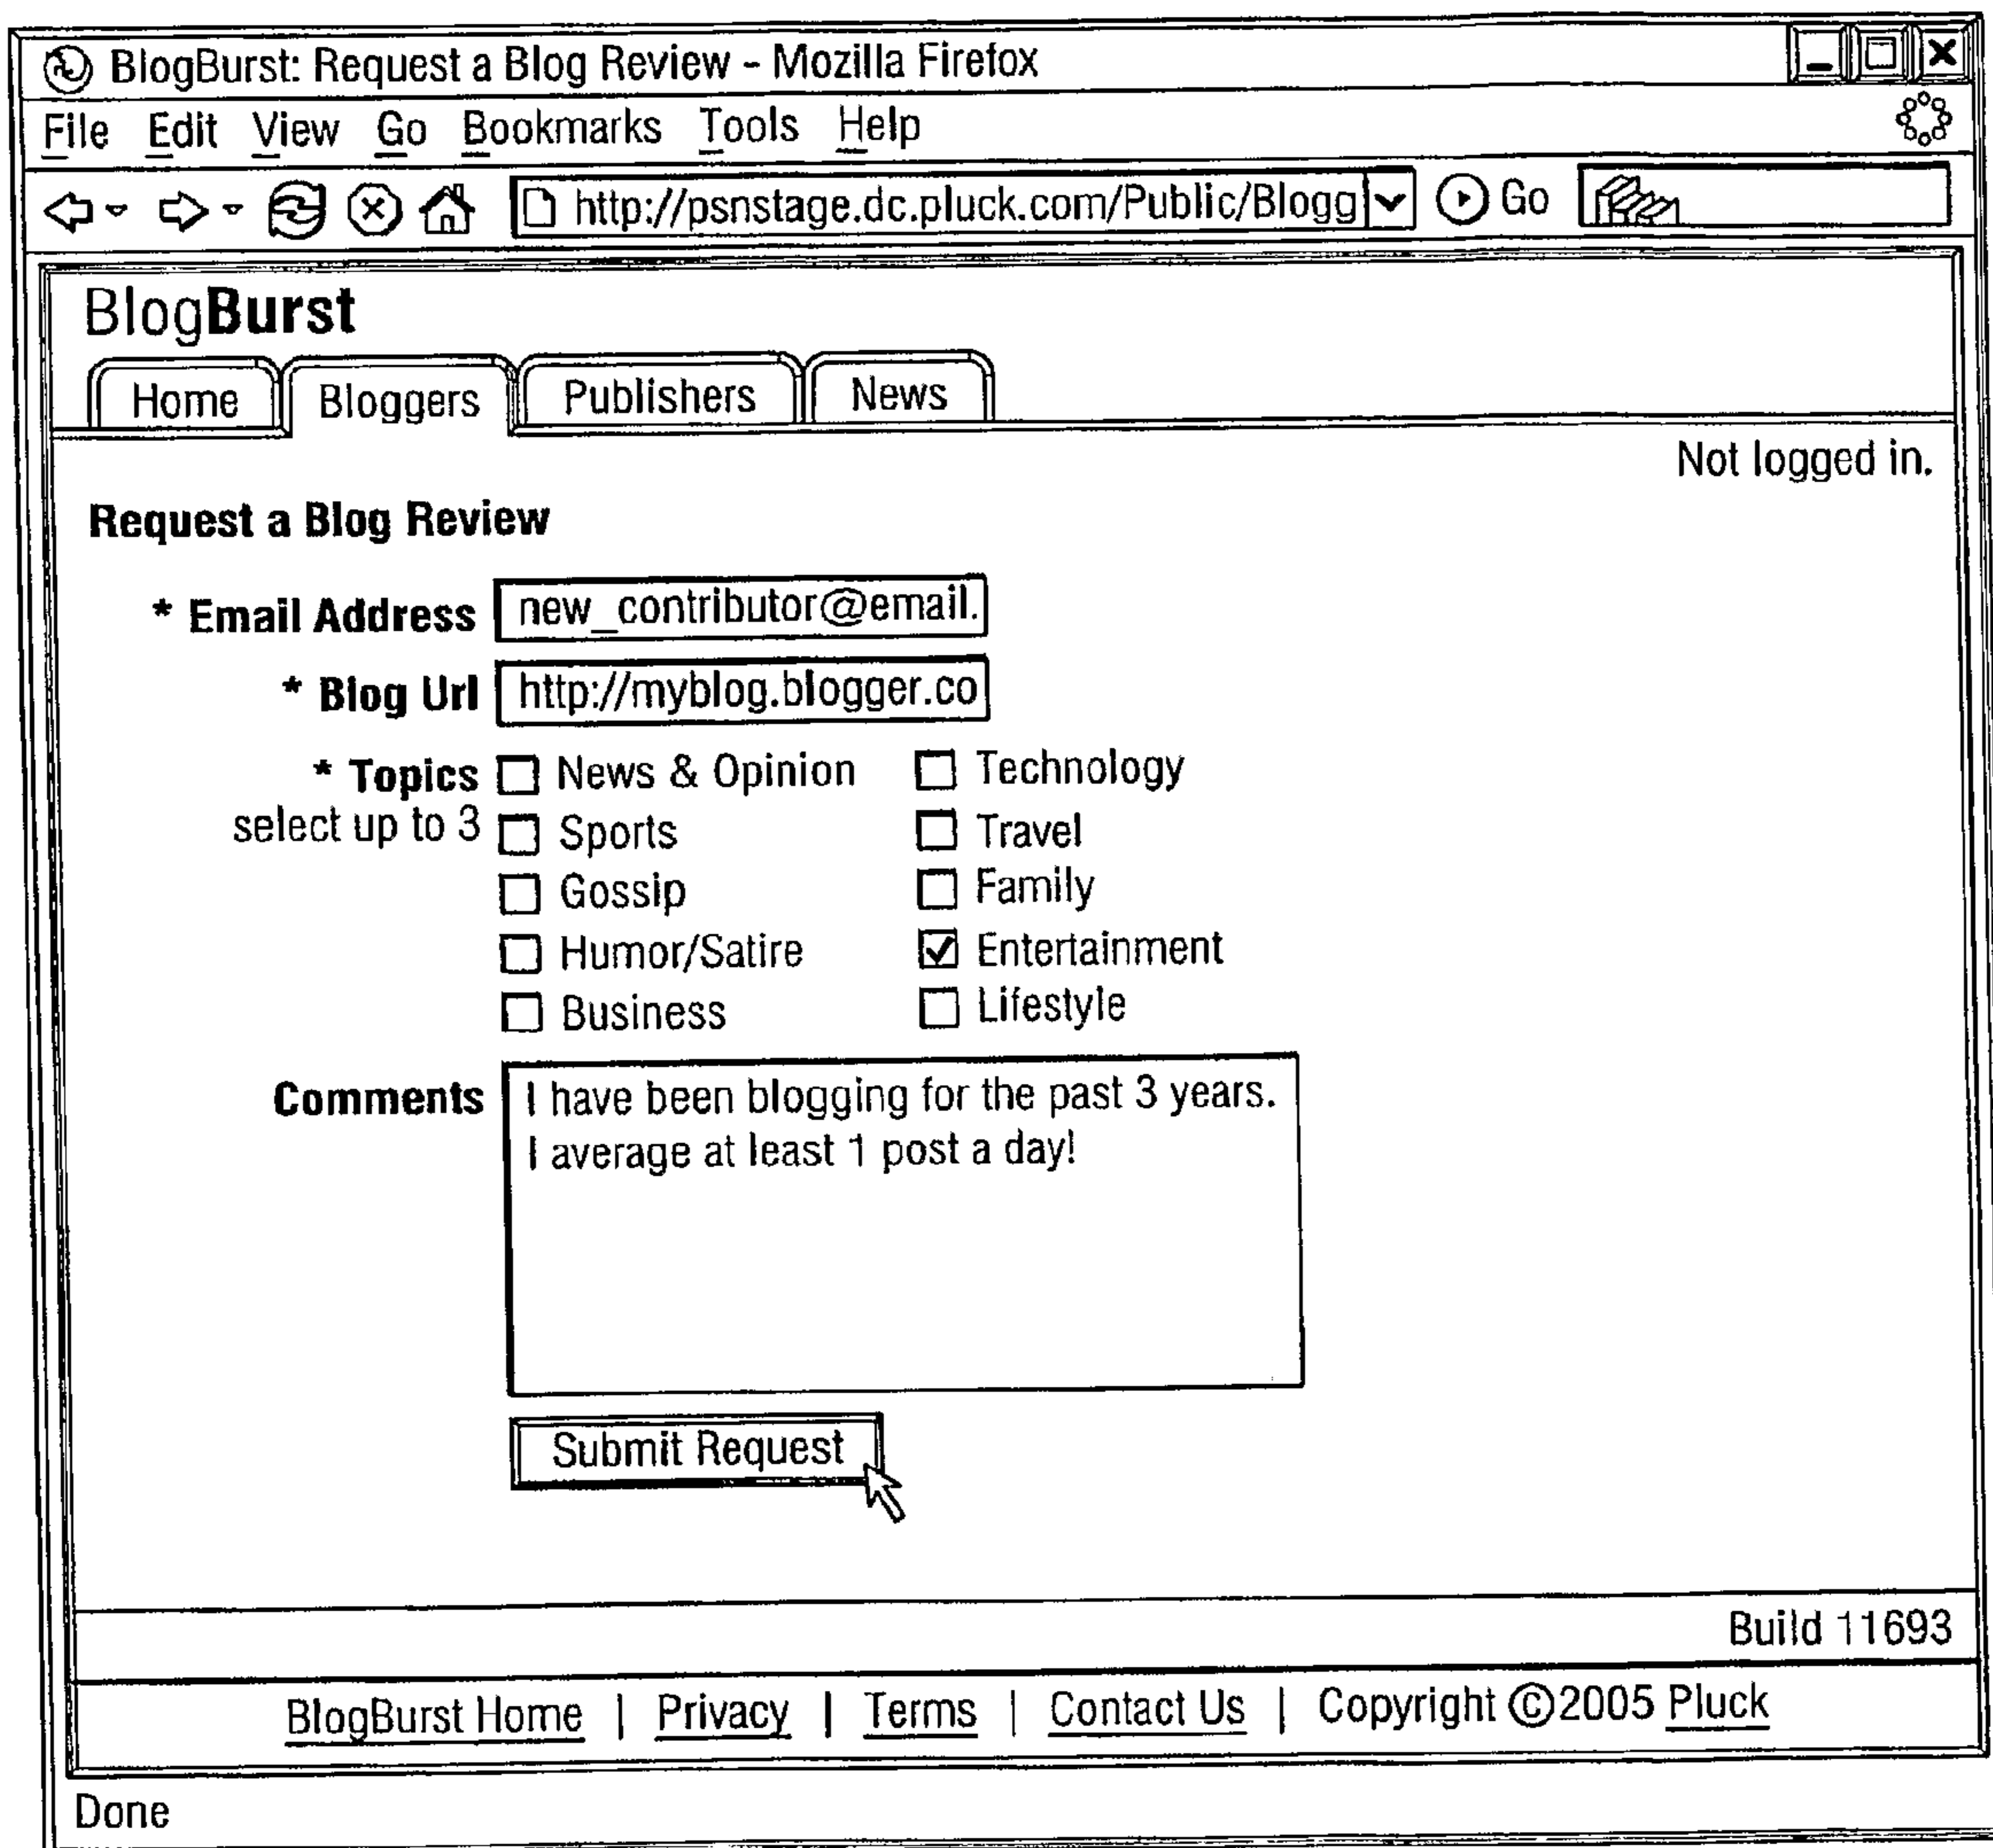 BlogBurst: Request a Blog Review - Mozilla Firefox
File Edit View Go Bookmarks Tools Help
http://psnstage.dc.pluck.com/Public/Blogg Go
BlogBurst
Home Bloggers Publishers News
Not logged in.
Request a Blog Review
* Email Address new_contributor@email.
* Blog Url http://myblog.blogger.co
* Topics News & Opinion Technology
select up to 3 Sports Travel
Gossip Family
Humor/Satire Entertainment
Business Lifestyle
Comments I have been blogging for the past 3 years.
I average at least 1 post a day!
Submit Request
Build 11693
BlogBurst Home | Privacy | Terms | Contact Us | Copyright ©2005 Pluck
Done